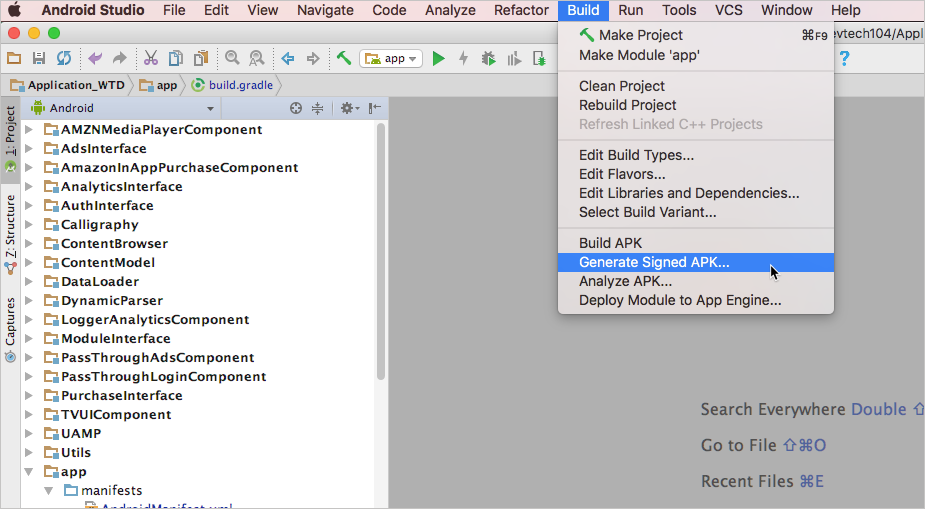 Android Studio File Edit View Navigate Code Analyze Refactor Build Run Tools VCS Window Help
evtech104/Appl
app
?
Application_WTD app build.gradle
Android
1: Project
Z: Structure
Captures
AMZNMediaPlayerComponent
AdsInterface
AmazonInAppPurchaseComponent
AnalyticsInterface
AuthInterface
Calligraphy
ContentBrowser
ContentModel
DataLoader
DynamicParser
LoggerAnalyticsComponent
ModuleInterface
PassThroughAdsComponent
PassThroughLoginComponent
PurchaseInterface
TVUIComponent
UAMP
Utils
app
manifests
AndroidManifest.xml
Make Project ⌘F9
Make Module 'app'
Clean Project
Rebuild Project
Refresh Linked C++ Projects
Edit Build Types...
Edit Flavors...
Edit Libraries and Dependencies...
Select Build Variant...
Build APK
Generate Signed APK...
Analyze APK...
Deploy Module to App Engine...
Search Everywhere Double ⇧
Go to File ⇧⌘O
Recent Files ⌘E